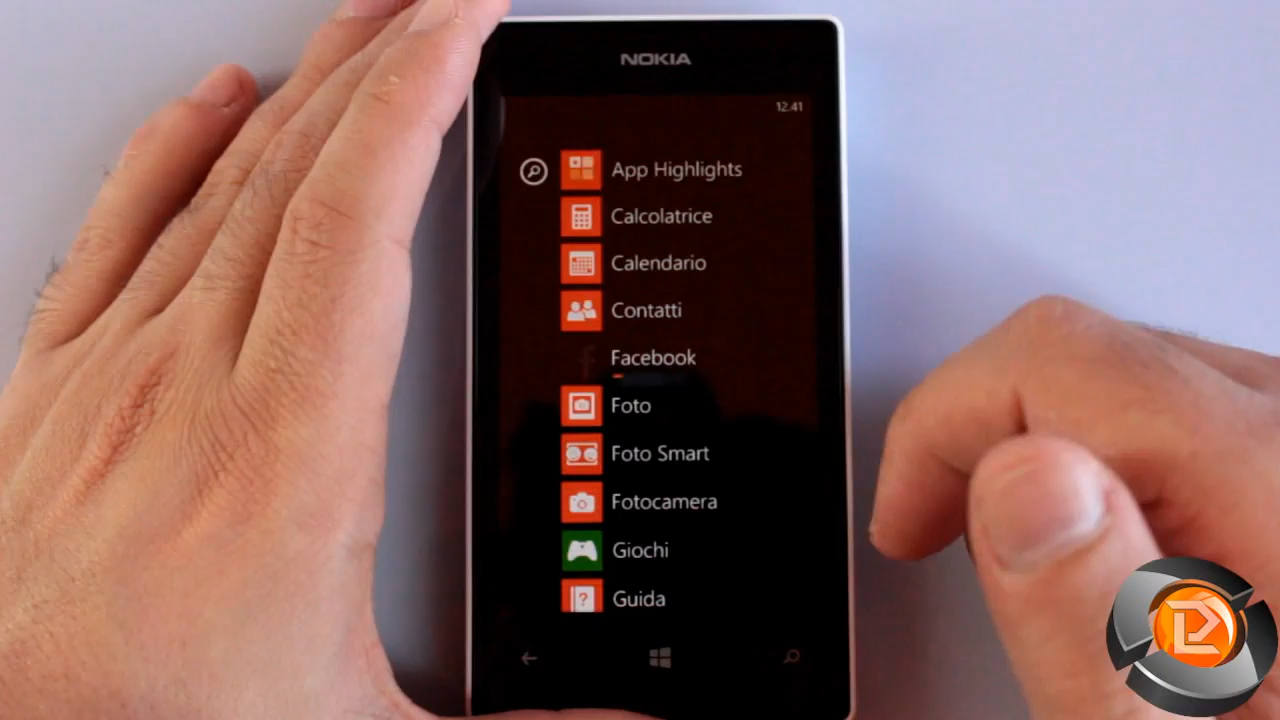 NOKIA
12.41
App Highlights
Calcolatrice
Calendario
Contatti
Facebook
Foto
Foto Smart
Fotocamera
Giochi
Guida